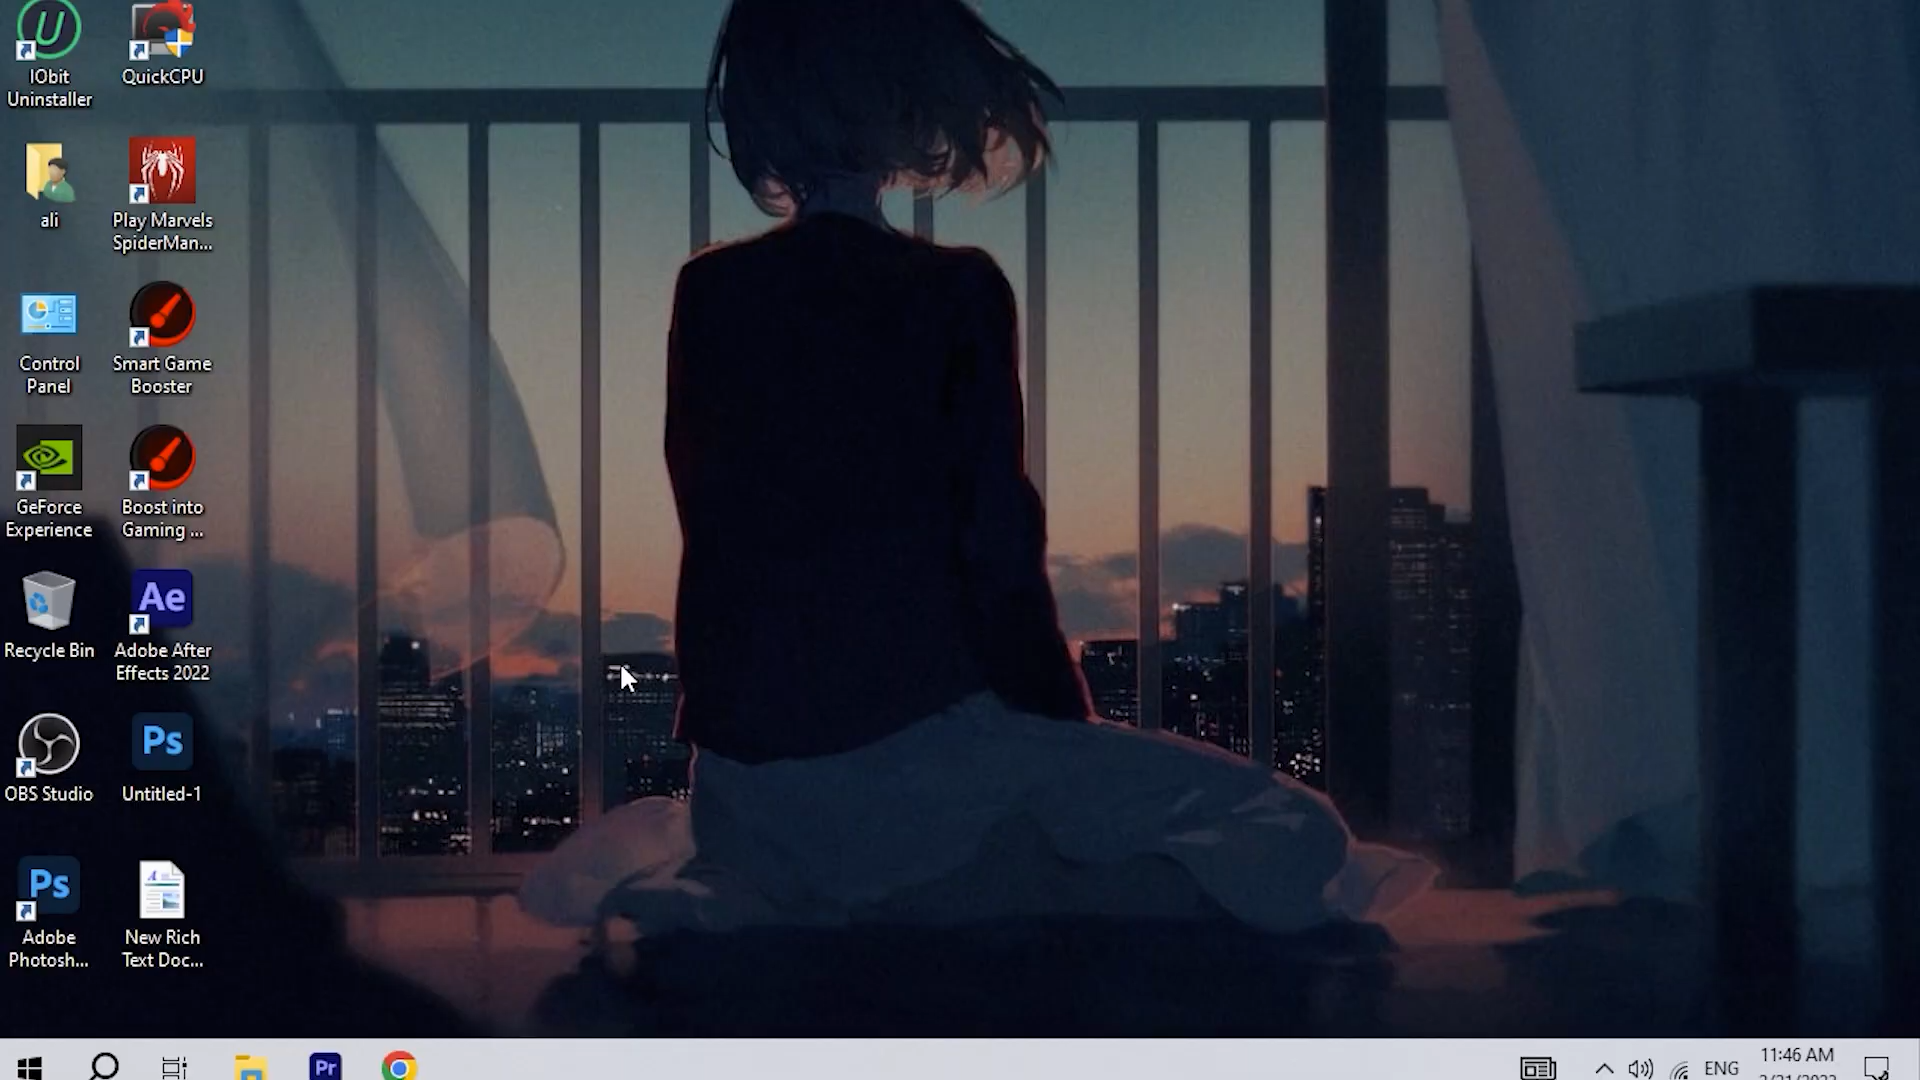 IObit
Uninstaller
QuickCPU
ali
Play Marvels
SpiderMan...
Control
Panel
Smart Game
Booster
GeForce
Experience
Boost into
Gaming ...
Recycle Bin
Ae
Adobe After
Effects 2022
OBS Studio
Ps
Untitled-1
Ps
Adobe
Photosh...
New Rich
Text Doc...
Pr
ENG
11:46 AM